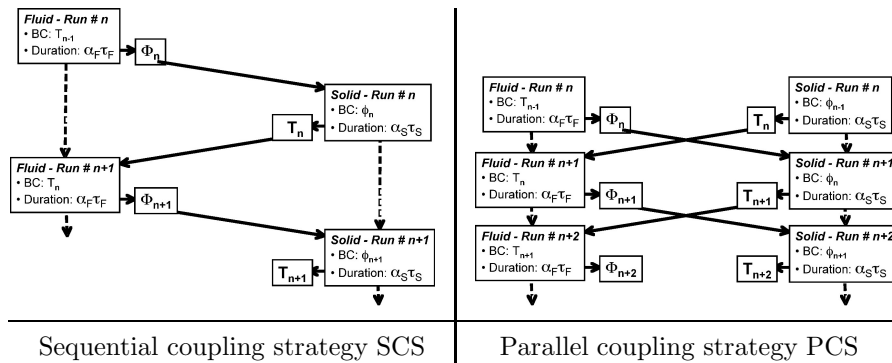 Fluid - Run # n
• BC: T_{n-1}
• Duration: α_Fτ_F
Φ_n
Solid - Run # n
• BC: ϕ_n
• Duration: α_Sτ_S
T_n
Fluid - Run # n+1
• BC: T_n
• Duration: α_Fτ_F
Φ_{n+1}
Solid - Run # n+1
• BC: ϕ_{n+1}
• Duration: α_Sτ_S
T_{n+1}
Sequential coupling strategy SCS
Fluid - Run # n
• BC: T_{n-1}
• Duration: α_Fτ_F
Φ_n
Solid - Run # n
• BC: ϕ_{n-1}
• Duration: α_Sτ_S
T_n
Fluid - Run # n+1
• BC: T_n
• Duration: α_Fτ_F
Φ_{n+1}
Solid - Run # n+1
• BC: ϕ_n
• Duration: α_Sτ_S
T_{n+1}
Fluid - Run # n+2
• BC: T_{n+1}
• Duration: α_Fτ_F
Φ_{n+2}
Solid - Run # n+2
• BC: ϕ_{n+1}
• Duration: α_Sτ_S
T_{n+2}
Parallel coupling strategy PCS